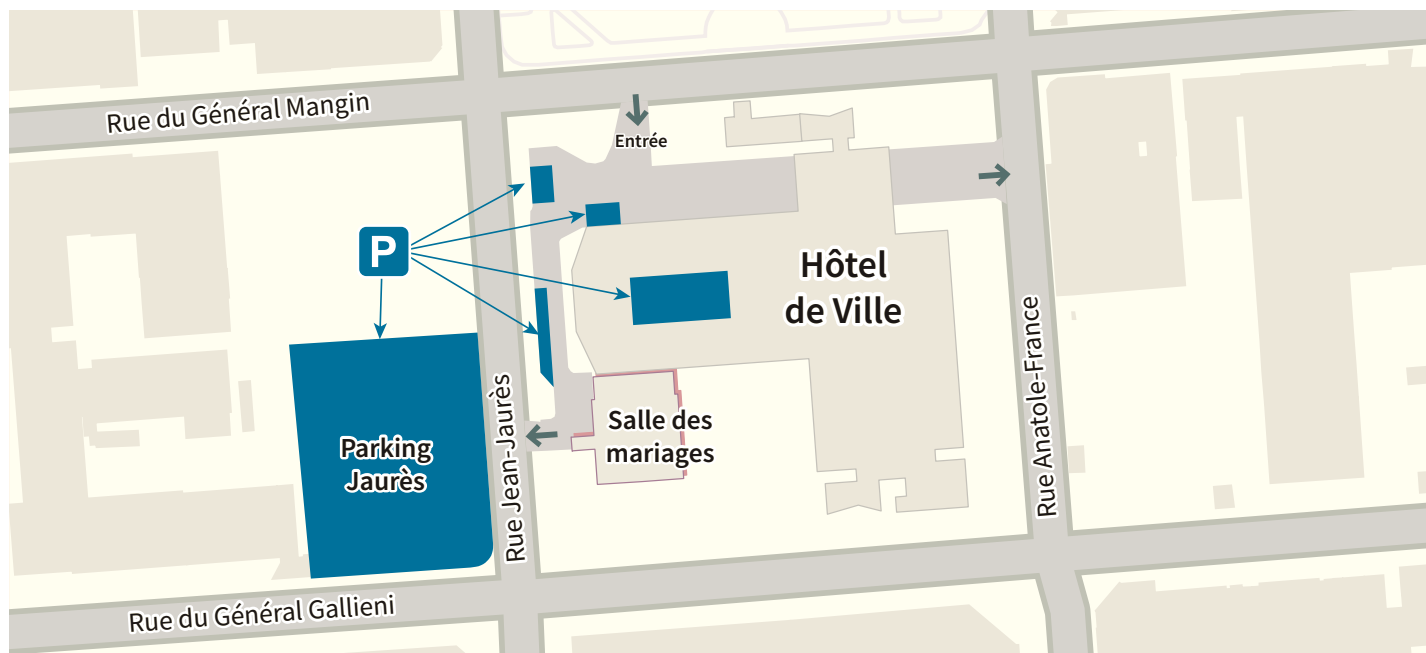 Rue du Général Mangin
Entrée
P
Hôtel
de Ville
Parking
Jaurès
Salle des
mariages
Rue Jean-Jaurès
Rue Anatole-France
Rue du Général Gallieni